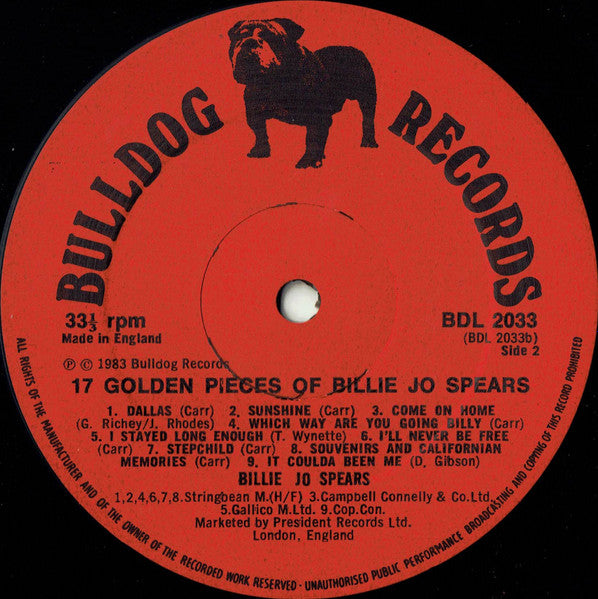 BULLDOG RECORDS
33⅓ rpm
Made in England
BDL 2033
(BDL 2033b)
Side 2
℗ © 1983 Bulldog Records
17 GOLDEN PIECES OF BILLIE JO SPEARS
1. DALLAS (Carr) 2. SUNSHINE (Carr) 3. COME ON HOME
(G. Richey/J. Rhodes) 4. WHICH WAY ARE YOU GOING BILLY (Carr)
5. I STAYED LONG ENOUGH (T. Wynette) 6. I'LL NEVER BE FREE
(Carr) 7. STEPCHILD (Carr) 8. SOUVENIRS AND CALIFORNIAN
MEMORIES (Carr) 9. IT COULDA BEEN ME (D. Gibson)
BILLIE JO SPEARS
1,2,4,6,7,8.Stringbean M.(H/F) 3.Campbell Connelly & Co.Ltd.
5.Gallico M.Ltd. 9.Cop.Con.
Marketed by President Records Ltd.
London, England
ALL RIGHTS OF THE MANUFACTURER AND OF THE OWNER OF THE RECORDED WORK RESERVED - UNAUTHORISED PUBLIC PERFORMANCE BROADCASTING AND COPYING OF THIS RECORD PROHIBITED